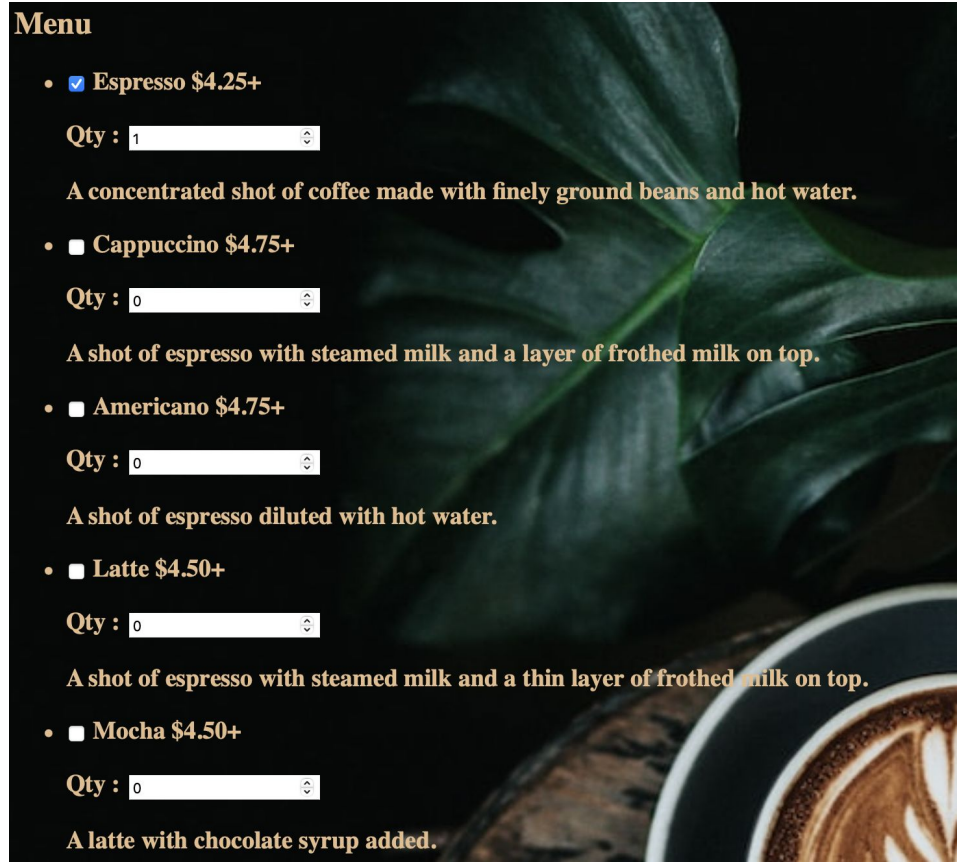 Menu
Espresso $4.25+
Qty : 1
A concentrated shot of coffee made with finely ground beans and hot water.
Cappuccino $4.75+
Qty : 0
A shot of espresso with steamed milk and a layer of frothed milk on top.
Americano $4.75+
Qty : 0
A shot of espresso diluted with hot water.
Latte $4.50+
Qty : 0
A shot of espresso with steamed milk and a thin layer of frothed milk on top.
Mocha $4.50+
Qty : 0
A latte with chocolate syrup added.